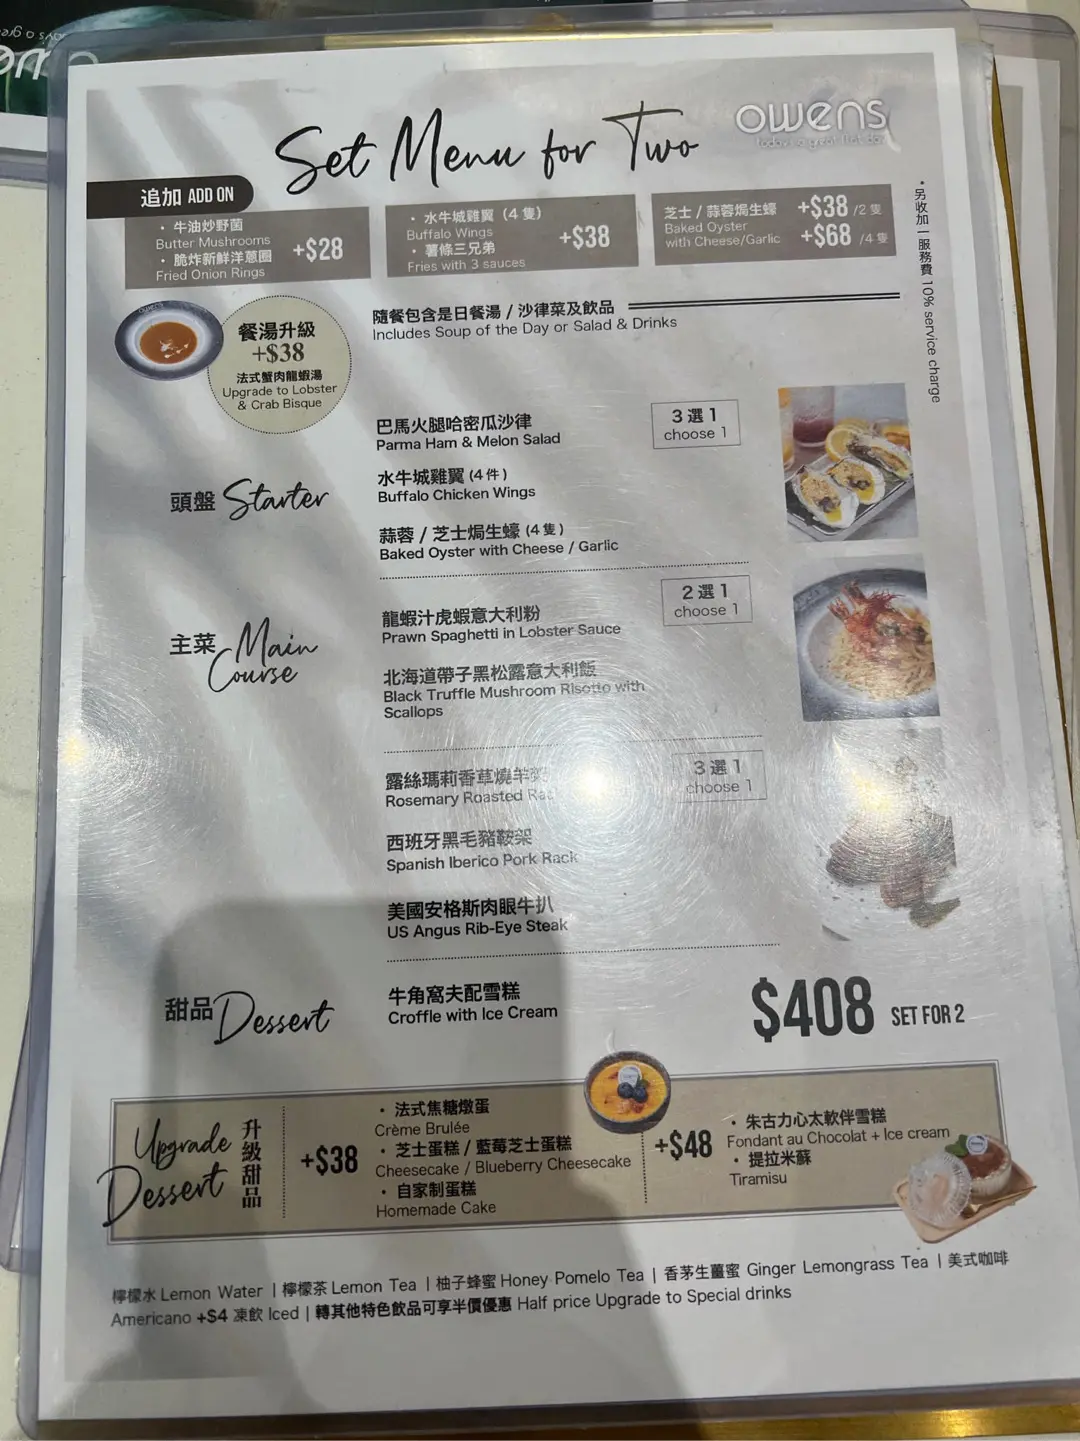 owens
Set Menu for Two
追加 ADD ON
・牛油炒野菌
Butter Mushrooms
・脆炸新鮮洋蔥圈
Fried Onion Rings
+$28
・水牛城雞翼 (4 隻)
Buffalo Wings
・薯條三兄弟
Fries with 3 sauces
+$38
芝士 / 蒜蓉焗生蠔 +$38 /2 隻
Baked Oyster
with Cheese/Garlic +$68 /4 隻
・另收加一服務費 10% service charge
餐湯升級
+$38
法式蟹肉龍蝦湯
Upgrade to Lobster
& Crab Bisque
隨餐包含是日餐湯 / 沙律菜及飲品
Includes Soup of the Day or Salad & Drinks
頭盤 Starter
3 選 1
choose 1
巴馬火腿哈密瓜沙律
Parma Ham & Melon Salad
水牛城雞翼 (4 件)
Buffalo Chicken Wings
蒜蓉 / 芝士焗生蠔 (4 隻)
Baked Oyster with Cheese / Garlic
主菜 Main
Course
2 選 1
choose 1
龍蝦汁虎蝦意大利粉
Prawn Spaghetti in Lobster Sauce
北海道帶子黑松露意大利飯
Black Truffle Mushroom Risotto with
Scallops
3 選 1
choose 1
露絲瑪莉香草燒羊
Rosemary Roasted
西班牙黑毛豬鞍架
Spanish Iberico Pork Rack
美國安格斯肉眼牛扒
US Angus Rib-Eye Steak
甜品 Dessert
牛角窩夫配雪糕
Croffle with Ice Cream
$408 SET FOR 2
Upgrade
Dessert
升級甜品
+$38
・法式焦糖燉蛋
Crème Brulée
・芝士蛋糕 / 藍莓芝士蛋糕
Cheesecake / Blueberry Cheesecake
・自家制蛋糕
Homemade Cake
+$48
・朱古力心太軟伴雪糕
Fondant au Chocolat + Ice cream
・提拉米蘇
Tiramisu
檸檬水 Lemon Water | 檸檬茶 Lemon Tea | 柚子蜂蜜 Honey Pomelo Tea | 香茅生薑蜜 Ginger Lemongrass Tea | 美式咖啡
Americano +$4 凍飲 Iced | 轉其他特色飲品可享半價優惠 Half price Upgrade to Special drinks